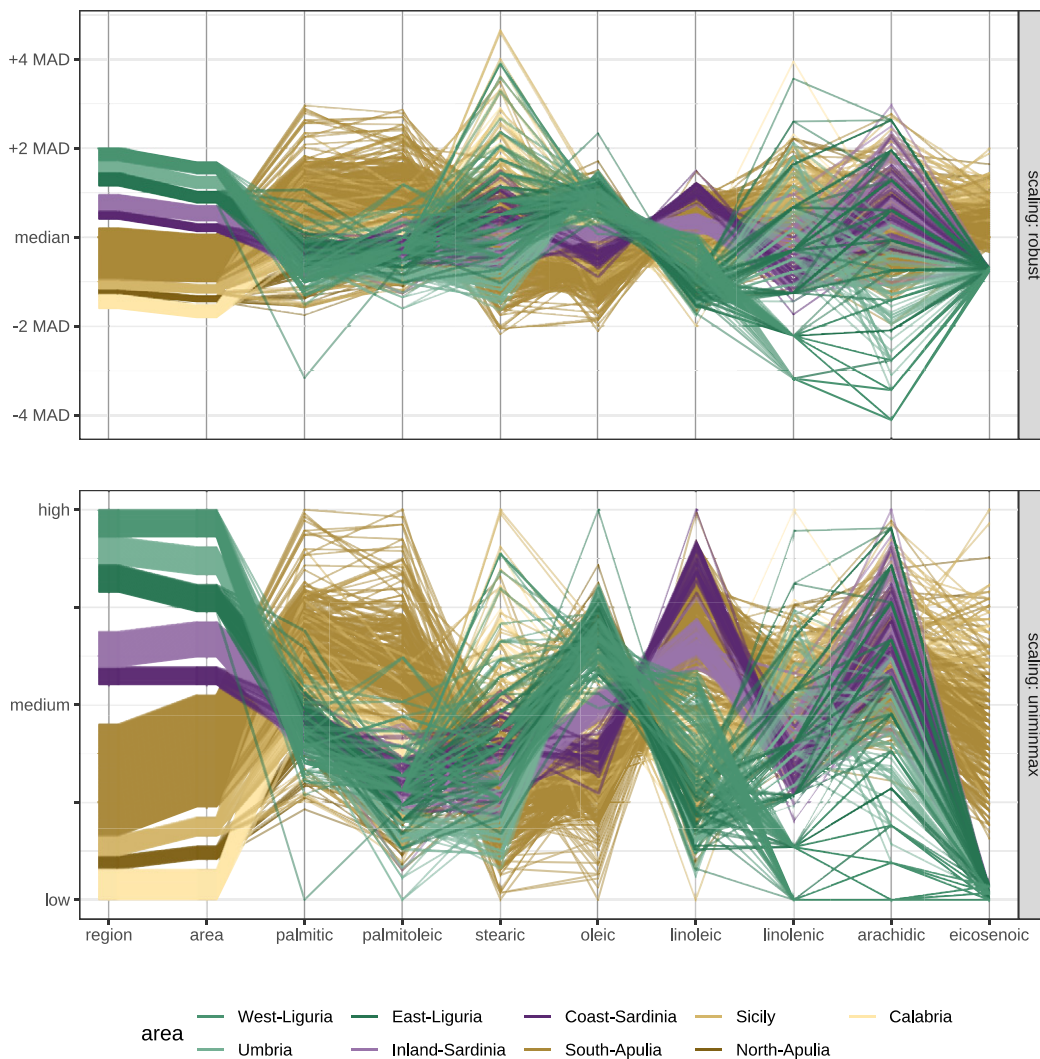 +4 MAD
+2 MAD
median
-2 MAD
-4 MAD
scaling: robust
high
medium
low
scaling: uniminmax
region area palmitic palmitoleic stearic oleic linoleic linolenic arachidic eicosenoic
area
West-Liguria East-Liguria Coast-Sardinia Sicily Calabria
Umbria Inland-Sardinia South-Apulia North-Apulia